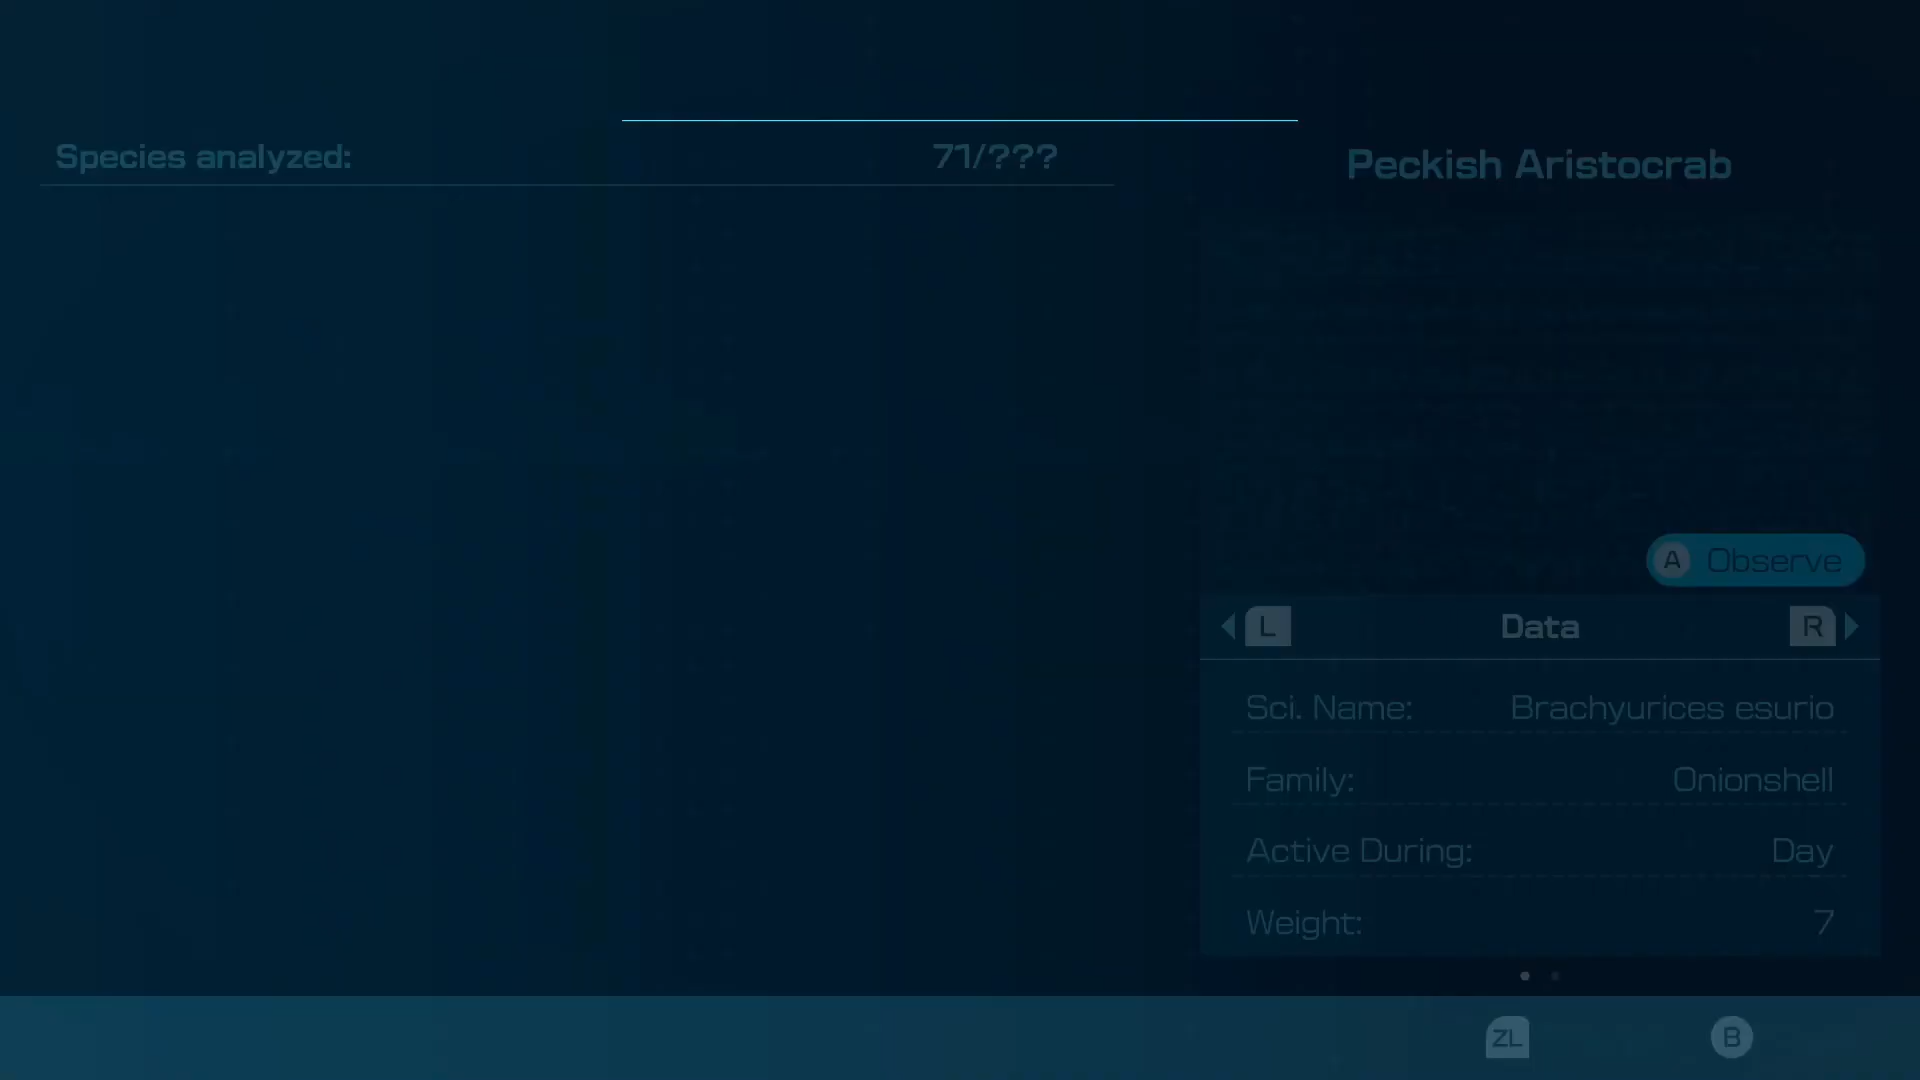 Species analyzed: 71/???
Peckish Aristocrab
A Observe
L Data R
Sci. Name: Brachyurices esurio
Family: Onionshell
Active During: Day
Weight: 7
ZL B